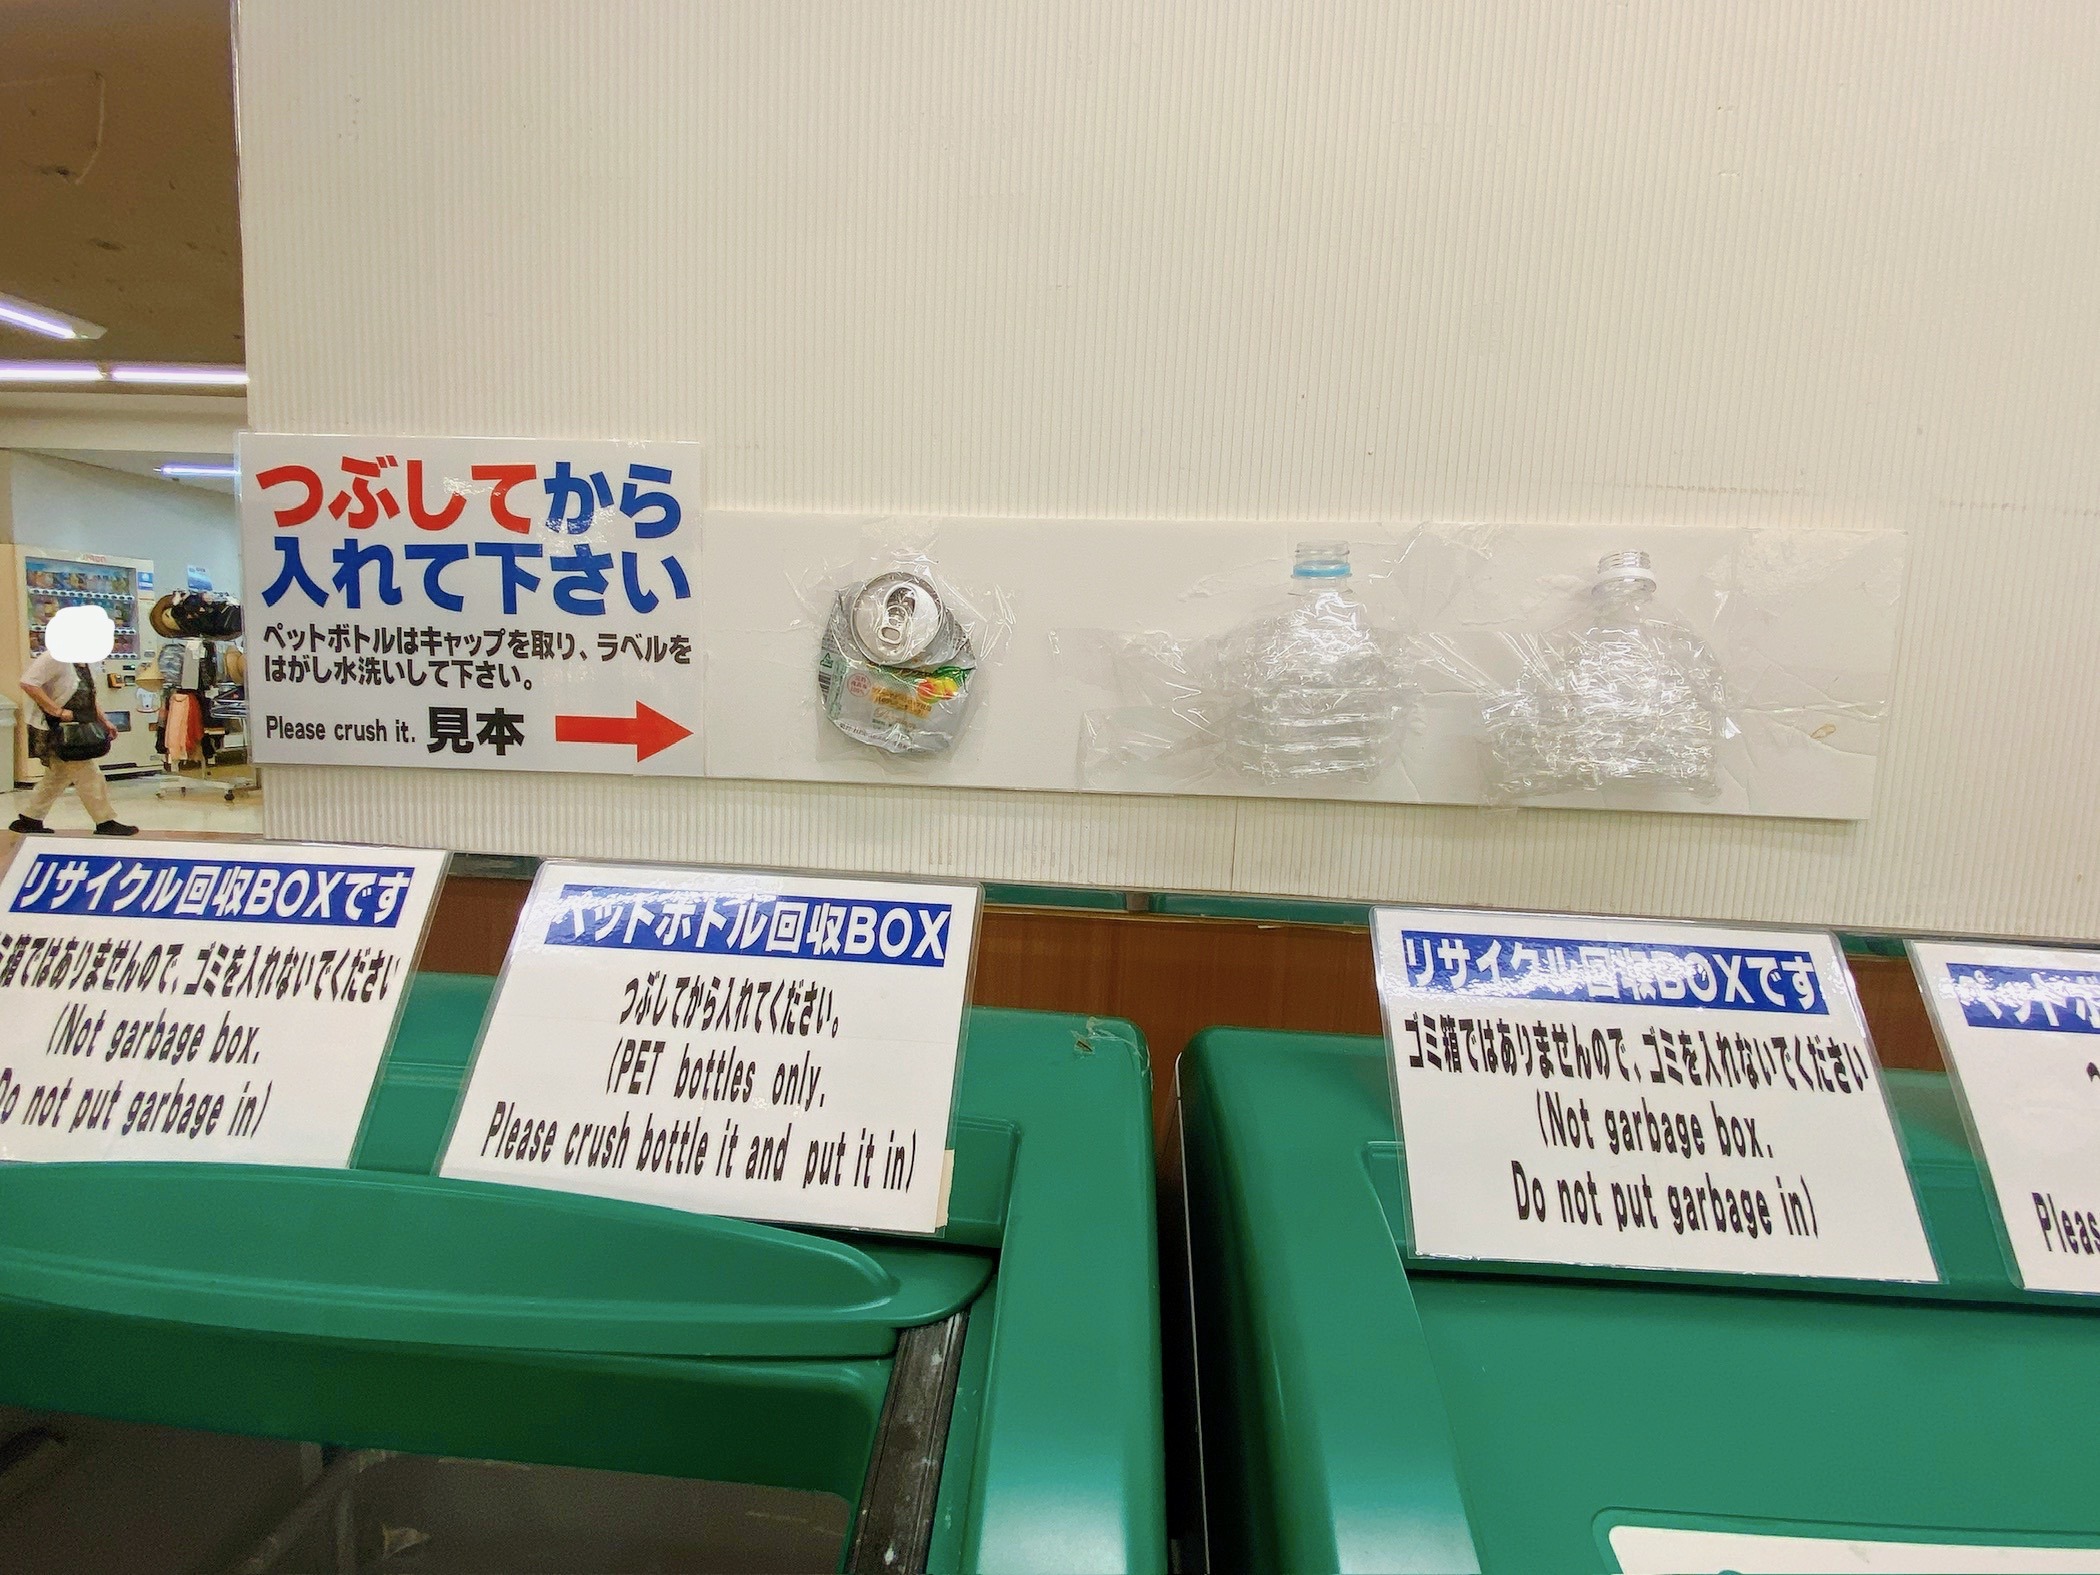 つぶしてから
入れて下さい
ペットボトルはキャップを取り、ラベルを
はがし水洗いして下さい。
Please crush it. 見本
リサイクル回収BOXです
箱ではありませんので、ゴミを入れないでください
(Not garbage box.
Do not put garbage in)
ペットボトル回収BOX
つぶしてから入れてください。
(PET bottles only.
Please crush bottle it and put it in)
リサイクル回収BOXです
ゴミ箱ではありませんので、ゴミを入れないでください
(Not garbage box.
Do not put garbage in)